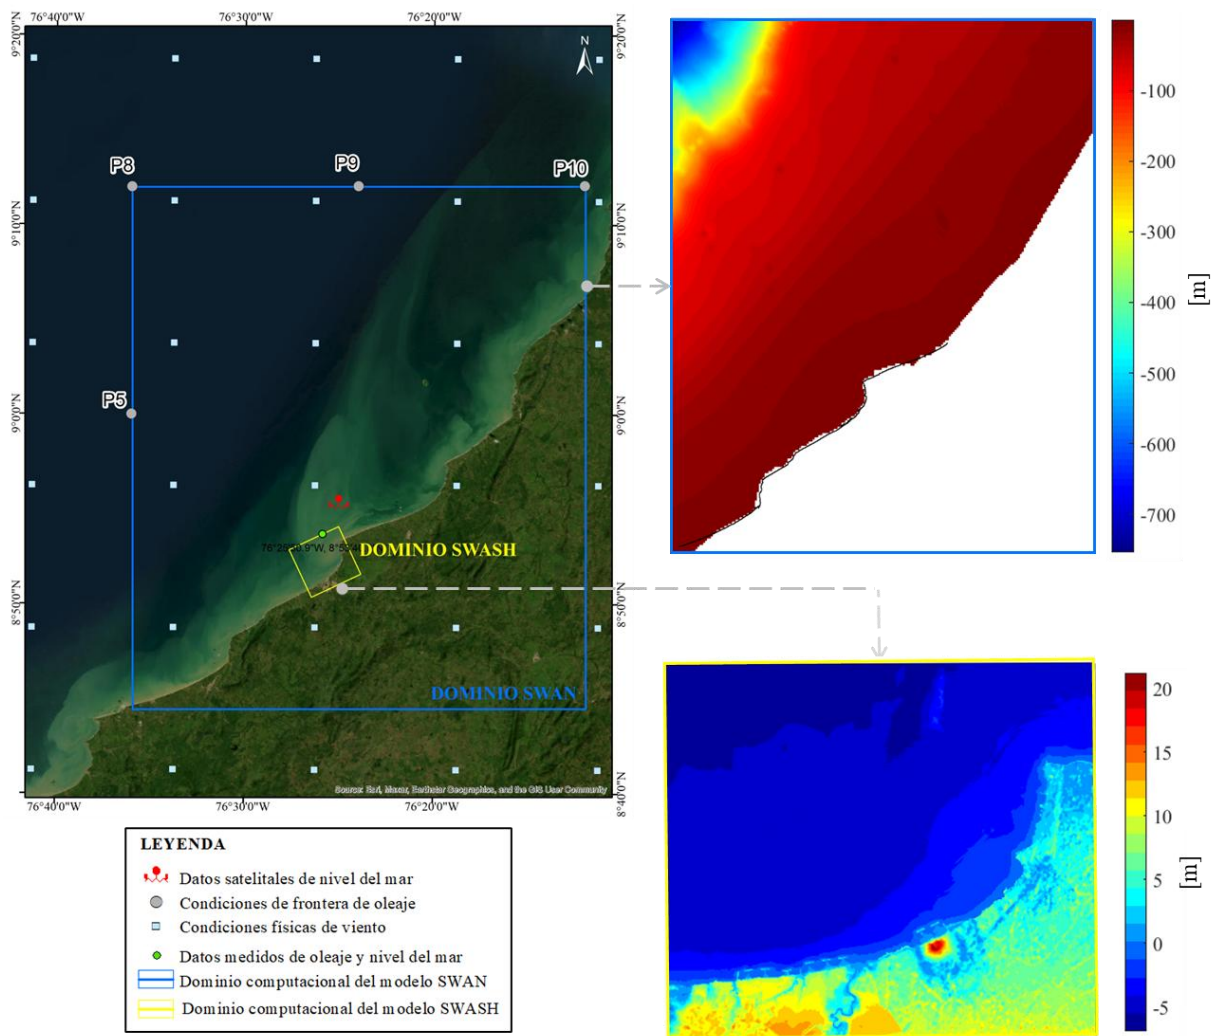 76°40'0"W 76°30'0"W 76°20'0"W
9°20'0"N 9°20'0"N
N
P8
P9
P10
9°10'0"N 9°10'0"N
P5
9°0'0"N 9°0'0"N
DOMINIO SWASH
8°50'0"N 8°50'0"N
DOMINIO SWAN
Source: Esri, Maxar, Earthstar Geographics, and the GIS User Community
8°40'0"N
76°40'0"W 76°30'0"W 76°20'0"W
-100
-200
-300
-400
-500
-600
-700
[m]
20
15
10
5
0
-5
[m]
LEYENDA
Datos satelitales de nivel del mar
Condiciones de frontera de oleaje
Condiciones físicas de viento
Datos medidos de oleaje y nivel del mar
Dominio computacional del modelo SWAN
Dominio computacional del modelo SWASH